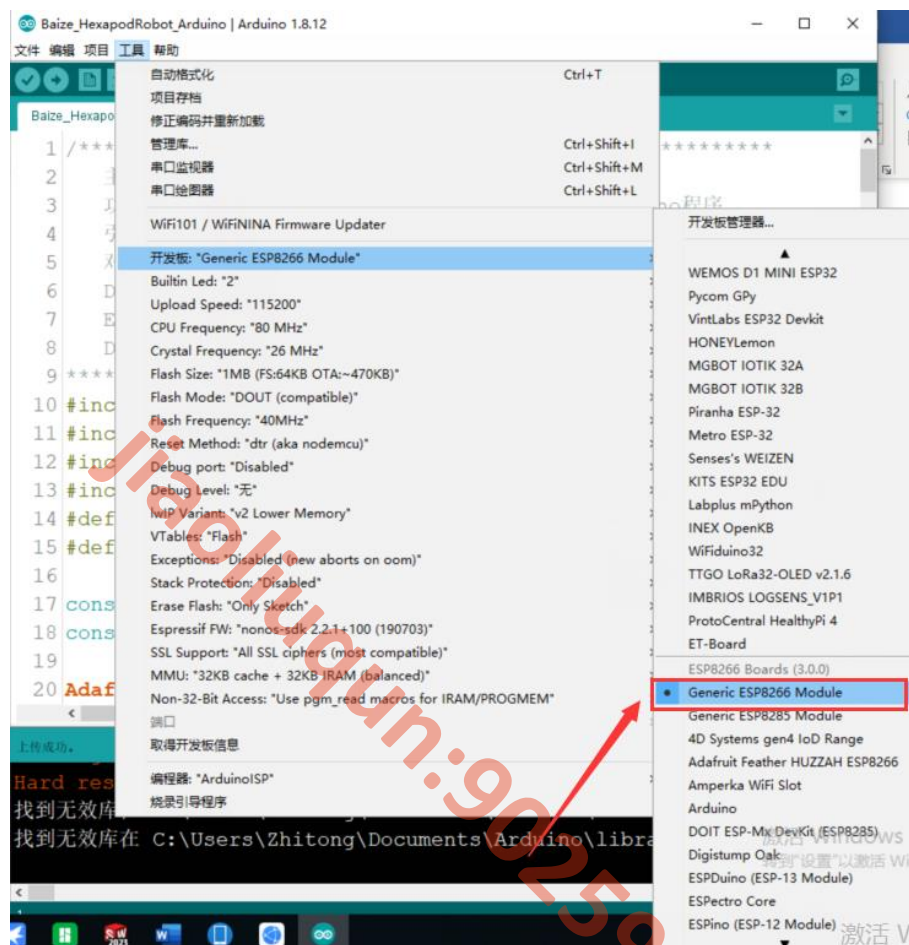 Baize_HexapodRobot_Arduino | Arduino 1.8.12
文件 编辑 项目 工具 帮助
自动格式化 Ctrl+T
项目存档
修正编码并重新加载
管理库... Ctrl+Shift+I
串口监视器 Ctrl+Shift+M
串口绘图器 Ctrl+Shift+L
WiFi101 / WiFiNINA Firmware Updater
开发板: "Generic ESP8266 Module"
Builtin Led: "2"
Upload Speed: "115200"
CPU Frequency: "80 MHz"
Crystal Frequency: "26 MHz"
Flash Size: "1MB (FS:64KB OTA:~470KB)"
Flash Mode: "DOUT (compatible)"
Flash Frequency: "40MHz"
Reset Method: "dtr (aka nodemcu)"
Debug port: "Disabled"
Debug Level: "无"
lwIP Variant: "v2 Lower Memory"
VTables: "Flash"
Exceptions: "Disabled (new aborts on oom)"
Stack Protection: "Disabled"
Erase Flash: "Only Sketch"
Espressif FW: "nonos-sdk 2.2.1+100 (190703)"
SSL Support: "All SSL ciphers (most compatible)"
MMU: "32KB cache + 32KB IRAM (balanced)"
Non-32-Bit Access: "Use pgm_read macros for IRAM/PROGMEM"
端口
取得开发板信息
编程器: "ArduinoISP"
烧录引导程序
开发板管理器...
WEMOS D1 MINI ESP32
Pycom GPy
VintLabs ESP32 Devkit
HONEYLemon
MGBOT IOTIK 32A
MGBOT IOTIK 32B
Piranha ESP-32
Metro ESP-32
Senses's WEIZEN
KITS ESP32 EDU
Labplus mPython
INEX OpenKB
WiFiduino32
TTGO LoRa32-OLED v2.1.6
IMBRIOS LOGSENS_V1P1
ProtoCentral HealthyPi 4
ET-Board
ESP8266 Boards (3.0.0)
Generic ESP8266 Module
Generic ESP8285 Module
4D Systems gen4 IoD Range
Adafruit Feather HUZZAH ESP8266
Amperka WiFi Slot
Arduino
DOIT ESP-Mx DevKit (ESP8285)
Digistump Oak
ESPDuino (ESP-13 Module)
ESPectro Core
ESPino (ESP-12 Module)
Baize_Hexapo
1 /***
2
3
4
5
6 D
7 E
8 D
9 ****
10 #inc
11 #inc
12 #inc
13 #inc
14 #def
15 #def
16
17 cons
18 cons
19
20 Adaf
上传成功。
Hard res
找到无效库
找到无效库在 C:\Users\Zhitong\Documents\Arduino\libra
激活 Windows
转到"设置"以激活 Wi
激活 W
jiaoliuqun:90259